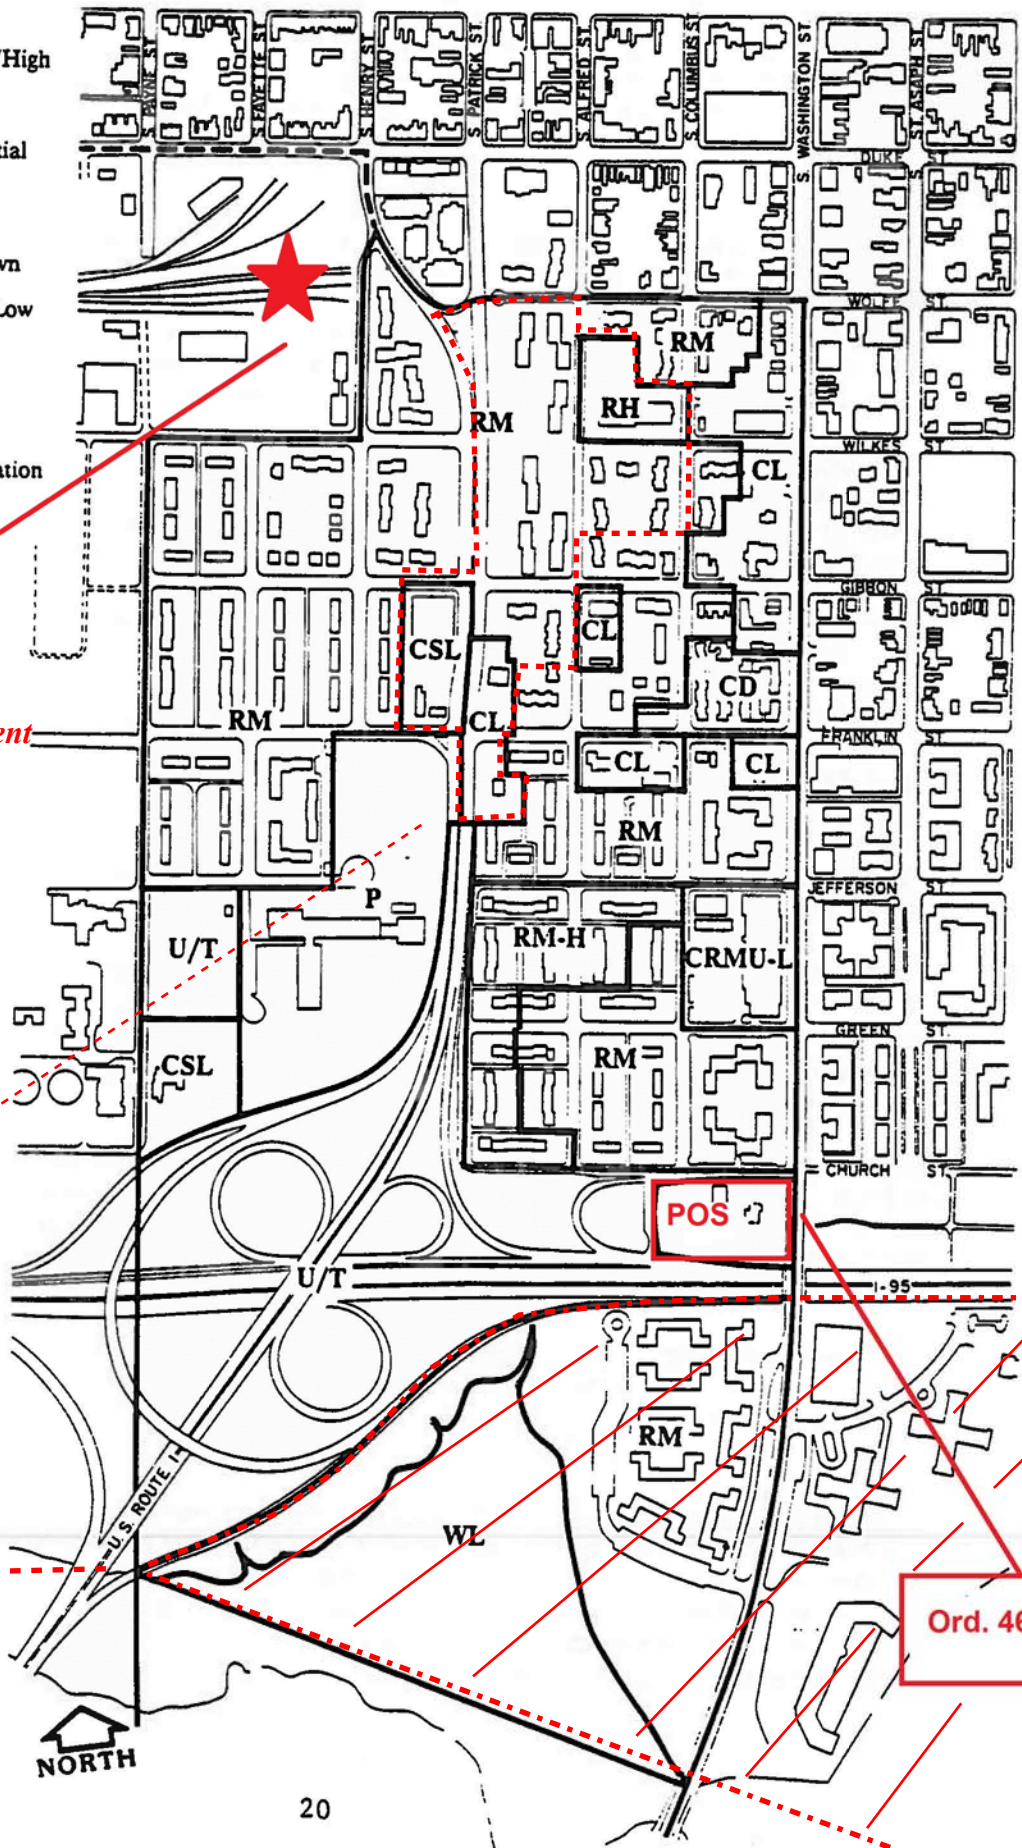 /High
S. PAYNE ST.
S. FAYETTE ST.
S. HENRY ST.
S. PATRICK ST.
S. ALFRED ST.
S. COLUMBUS ST.
S. WASHINGTON ST.
S. ST. ASAPH ST.
tial
DUKE ST
wn
Low
WOLFE ST.
RM
RH
RM
WILKES ST
ation
CL
GIBBON ST.
CL
CSL
CD
RM
CL
ent
FRANKLIN ST
CL
CL
RM
JEFFERSON ST
P
U/T
RM-H
CRMU-L
GREEN ST.
RM
CSL
CHURCH ST.
POS
U/T
I-95
RM
U.S. ROUTE 1
WL
Ord. 46
NORTH
20